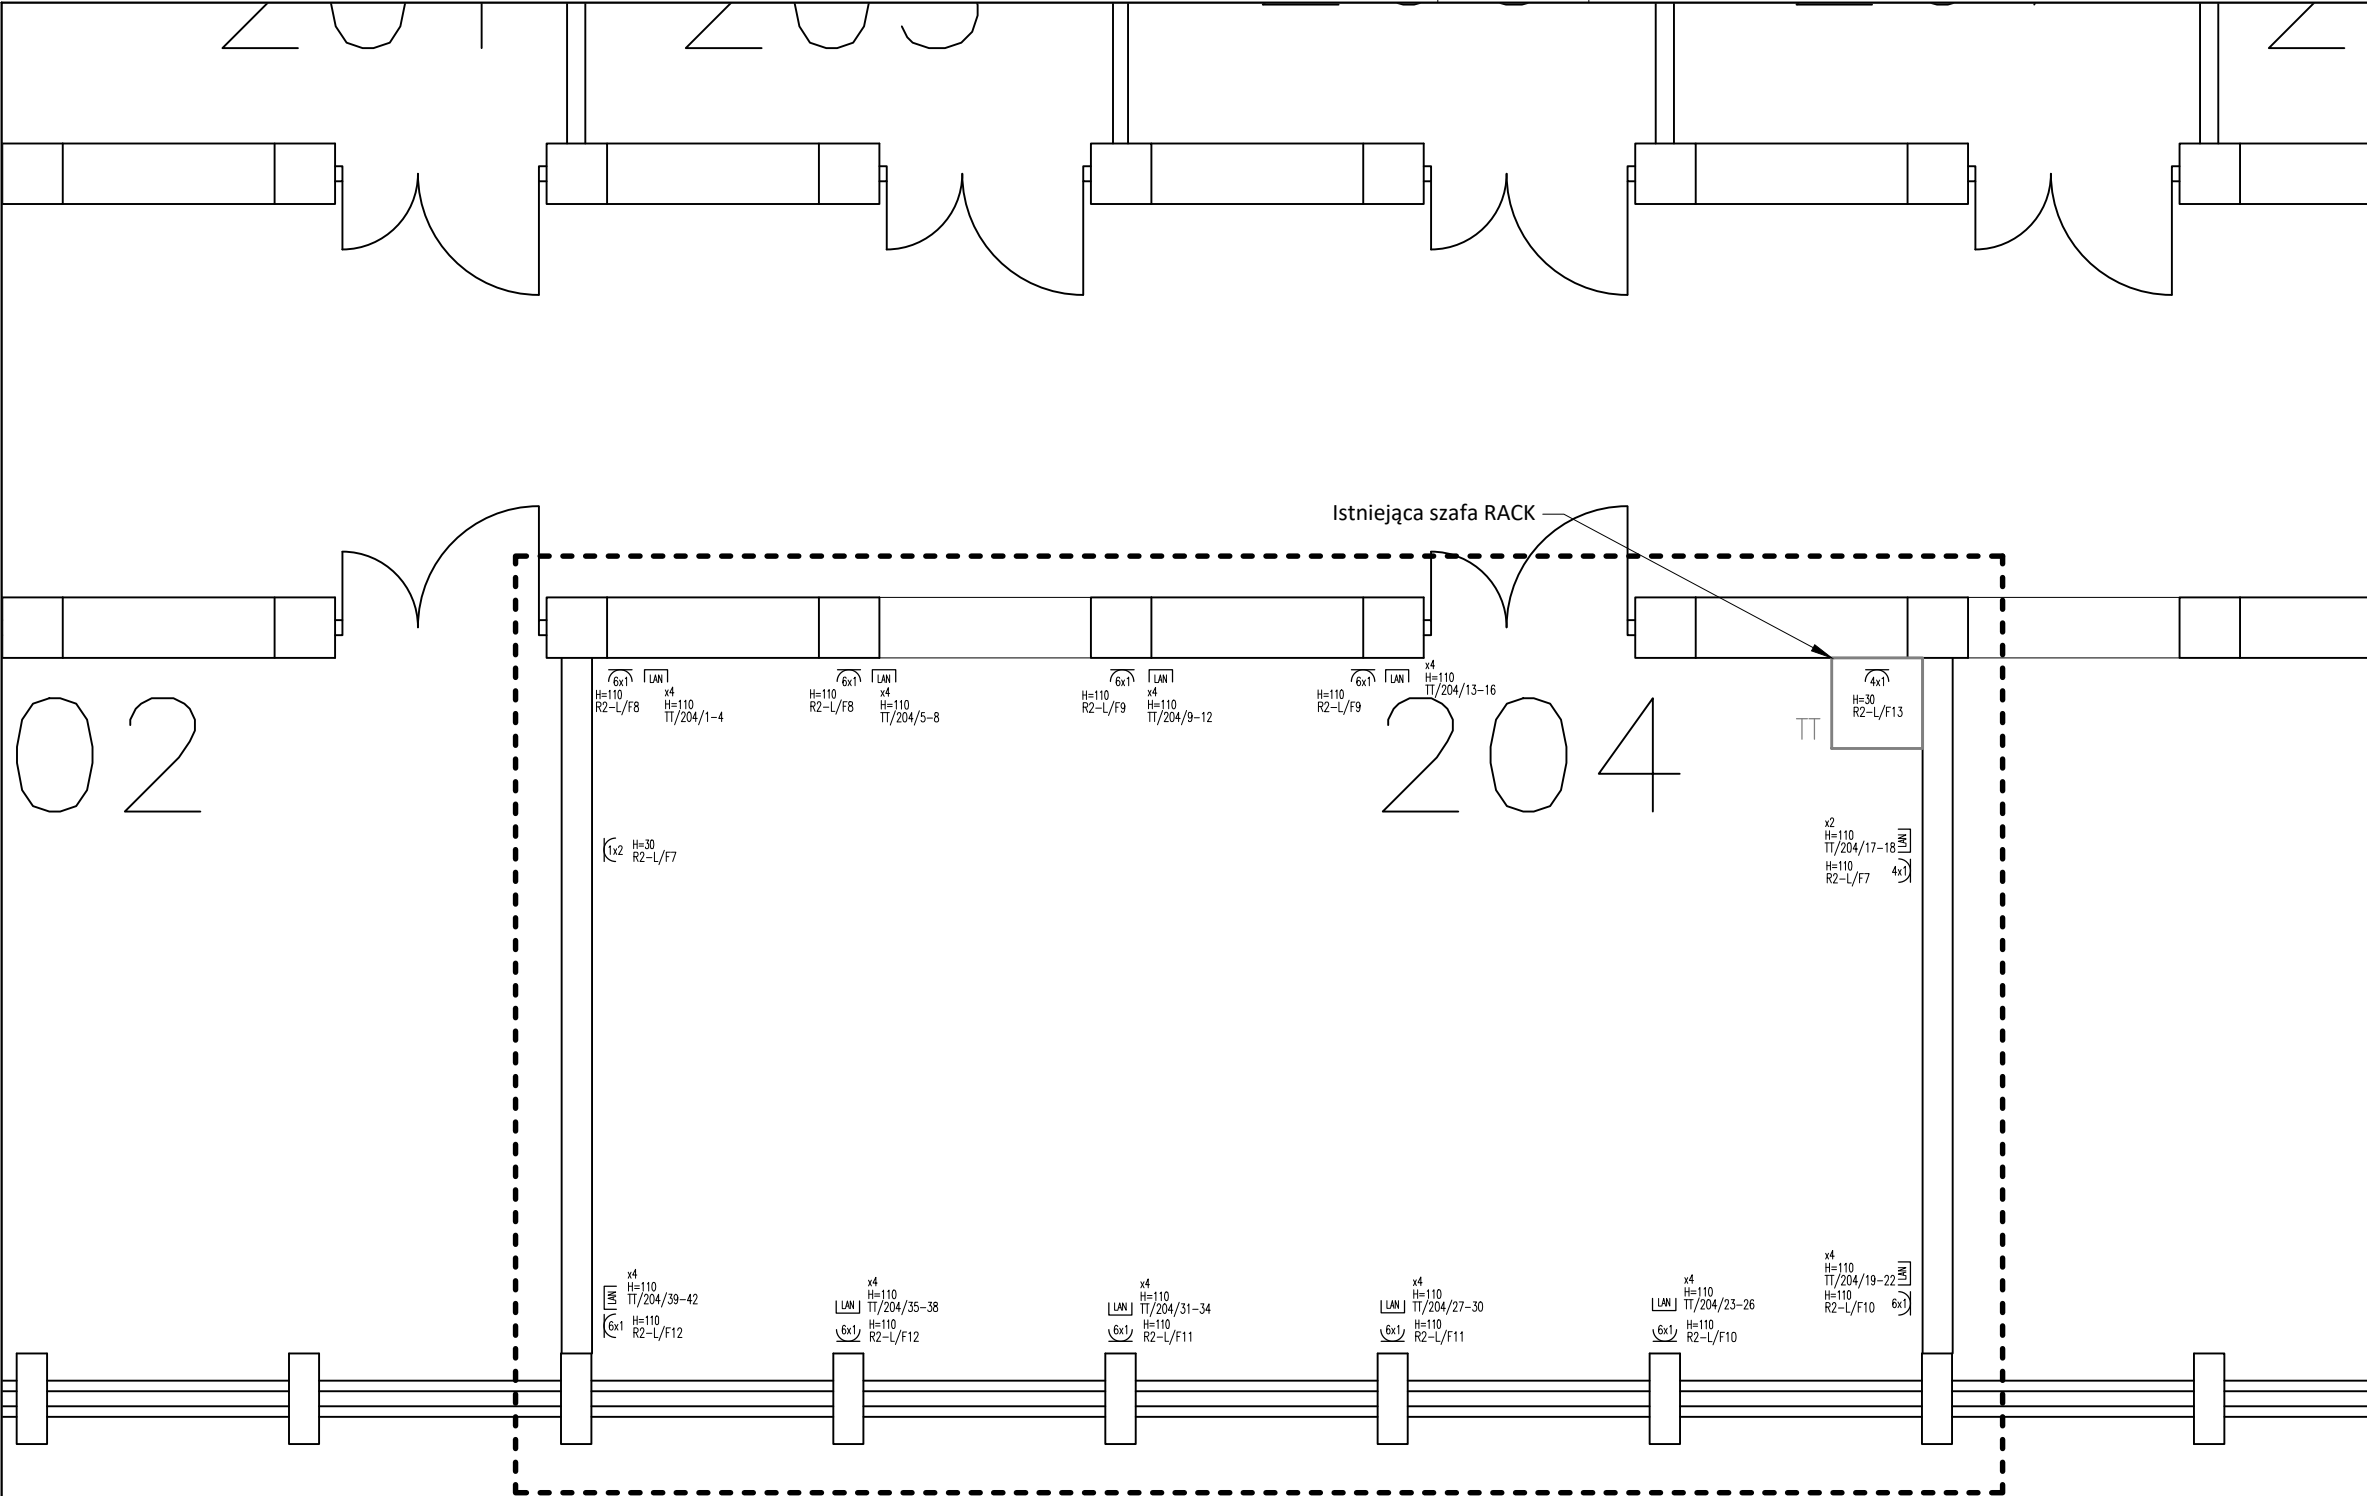 Istniejąca szafa RACK
6x1
H=110
R2-L/F8
LAN
x4
H=110
TT/204/1-4
6x1
H=110
R2-L/F8
LAN
x4
H=110
TT/204/5-8
6x1
H=110
R2-L/F9
LAN
x4
H=110
TT/204/9-12
6x1
H=110
R2-L/F9
LAN
x4
H=110
TT/204/13-16
4x1
H=30
R2-L/F13
TT
02
204
1x2
H=30
R2-L/F7
x2
H=110
TT/204/17-18
LAN
H=110
R2-L/F7
4x1
LAN
x4
H=110
TT/204/39-42
6x1
H=110
R2-L/F12
LAN
x4
H=110
TT/204/35-38
6x1
H=110
R2-L/F12
LAN
x4
H=110
TT/204/31-34
6x1
H=110
R2-L/F11
LAN
x4
H=110
TT/204/27-30
6x1
H=110
R2-L/F11
LAN
x4
H=110
TT/204/23-26
6x1
H=110
R2-L/F10
x4
H=110
TT/204/19-22
LAN
H=110
R2-L/F10
6x1